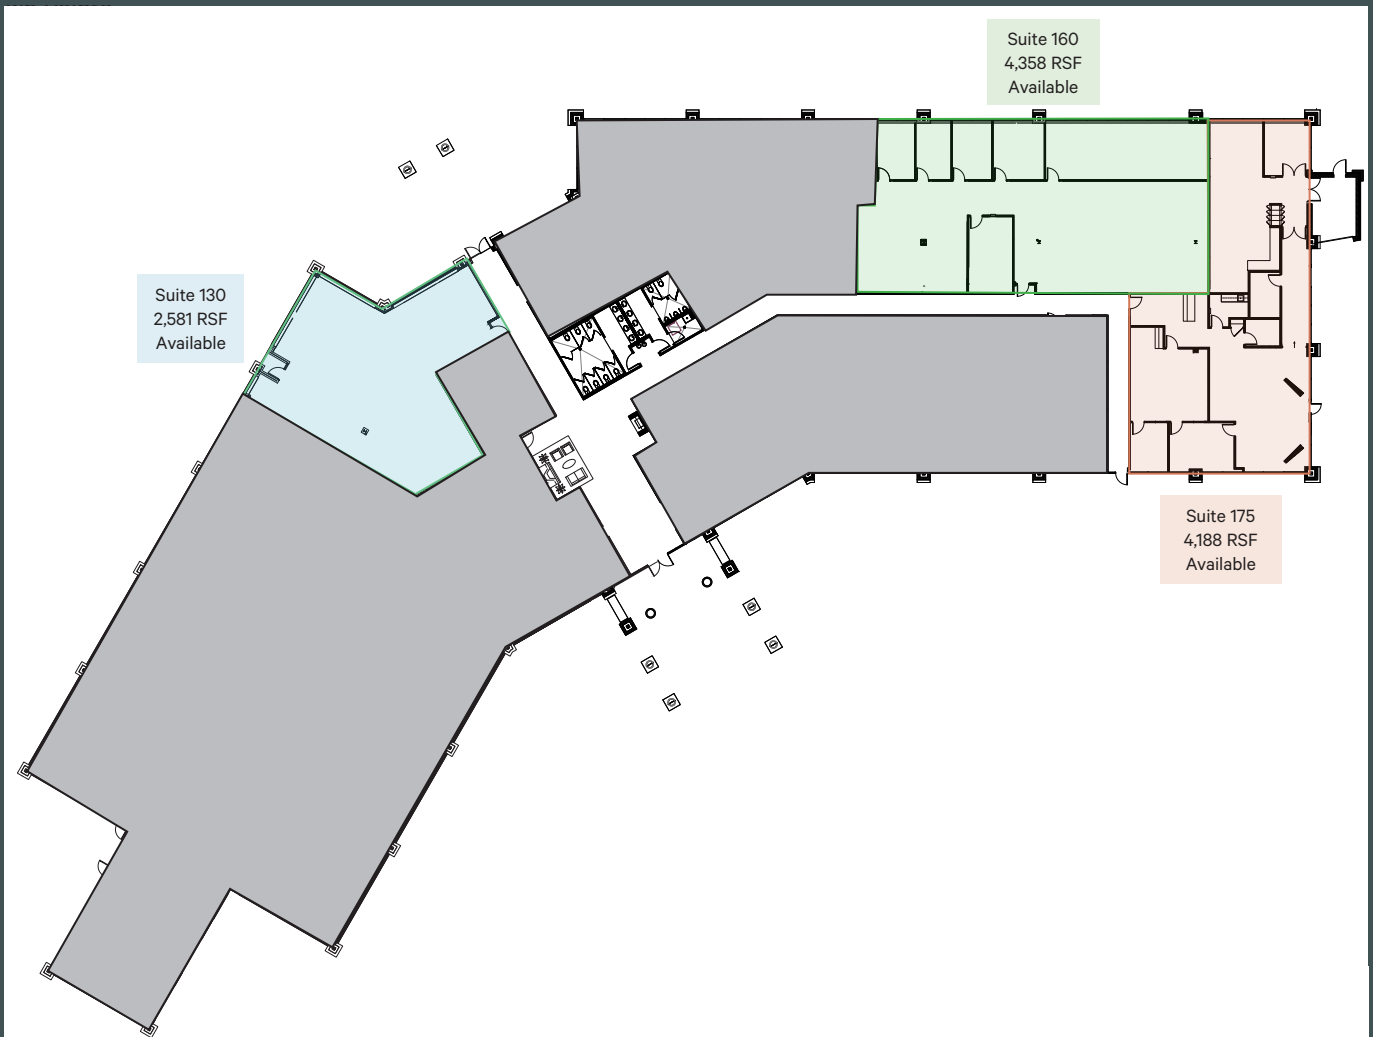 Suite 160
4,358 RSF
Available
Suite 130
2,581 RSF
Available
Suite 175
4,188 RSF
Available